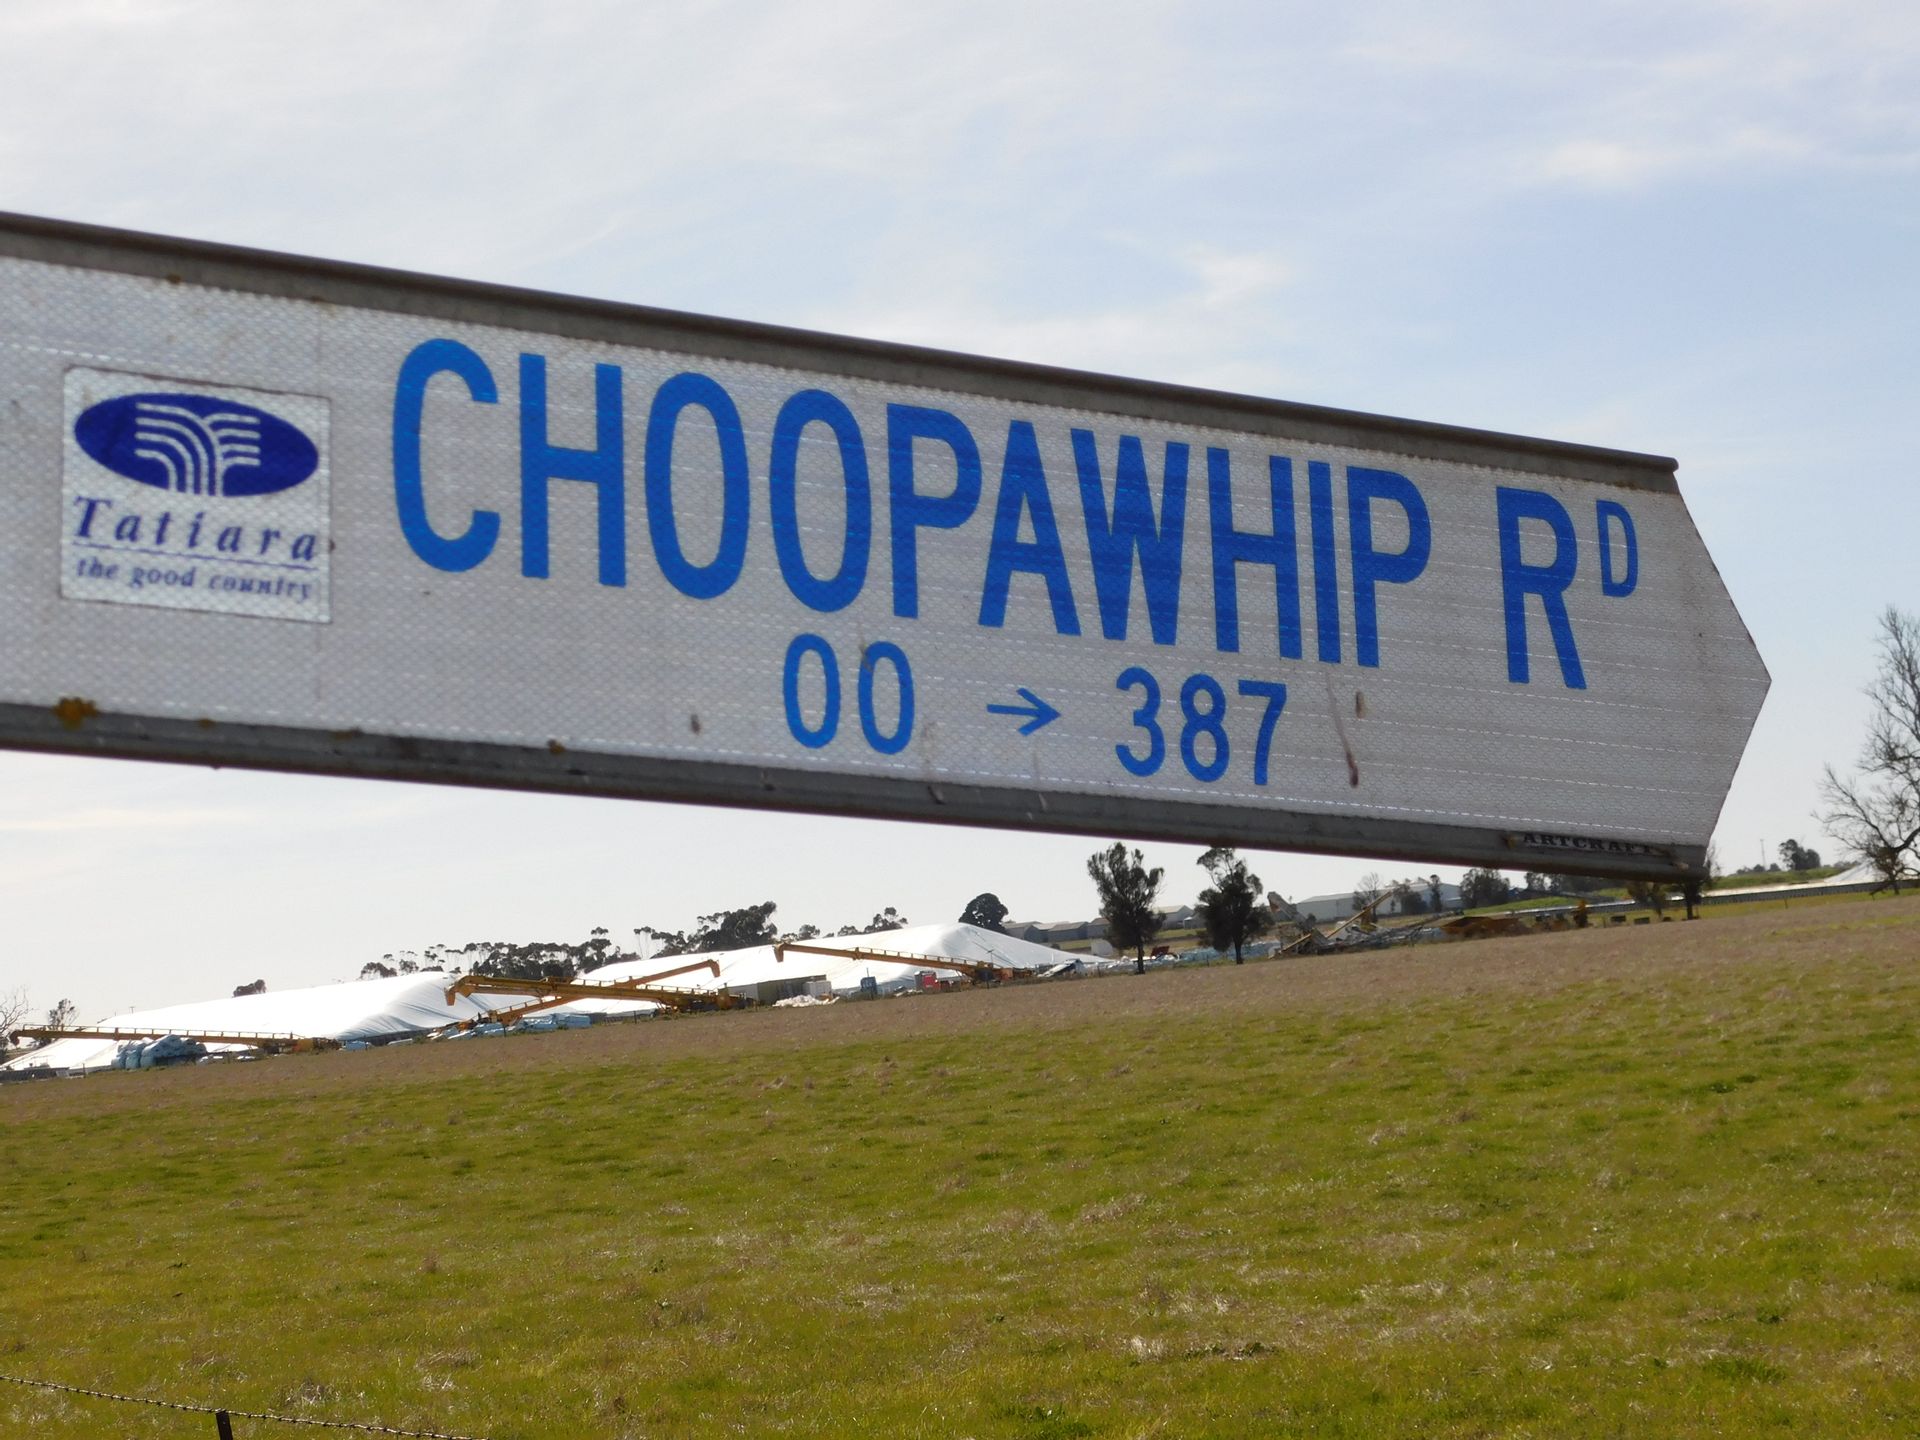 CHOOPAWHIP RD
00 → 387
Tatiara
the good country
ARTCRAFT